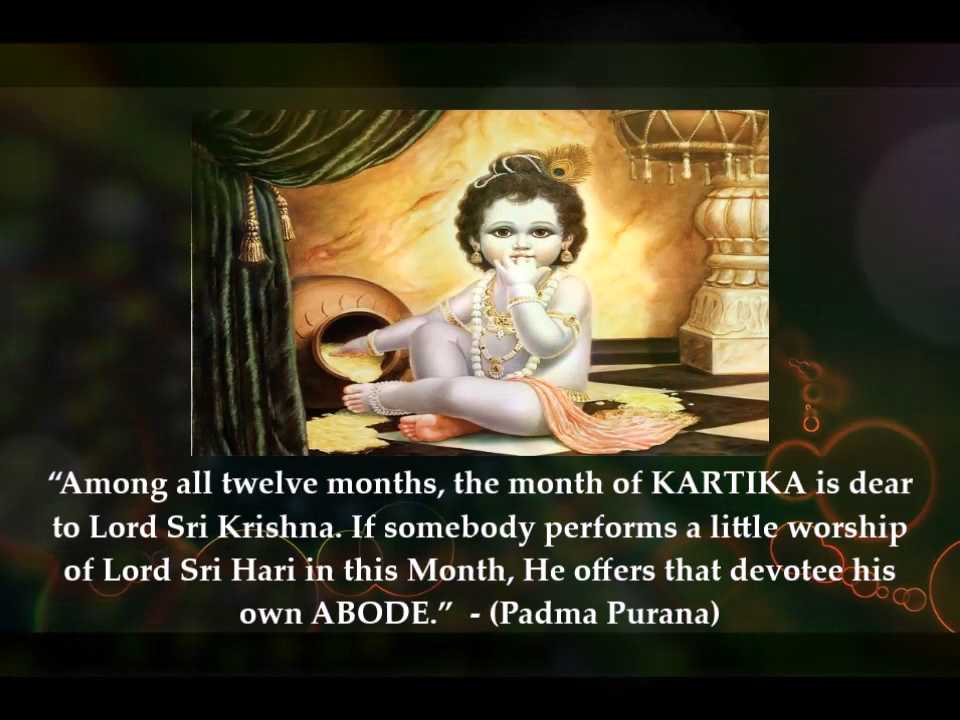 “Among all twelve months, the month of KARTIKA is dear
to Lord Sri Krishna. If somebody performs a little worship
of Lord Sri Hari in this Month, He offers that devotee his
own ABODE.”  - (Padma Purana)